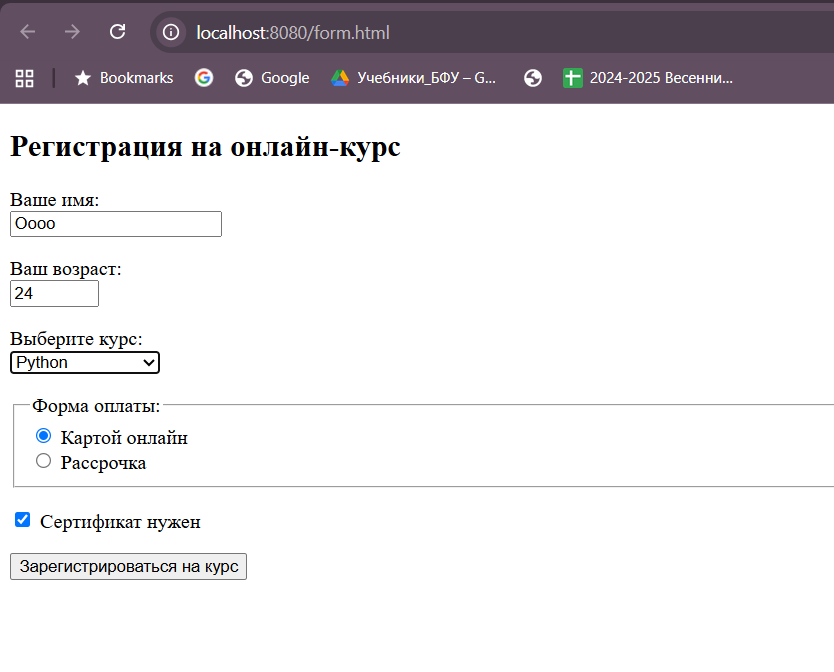 localhost:8080/form.html
Bookmarks Google Учебники_БФУ – G... 2024-2025 Весенни...
Регистрация на онлайн-курс
Ваше имя:
Оооо
Ваш возраст:
24
Выберите курс:
Python
Форма оплаты:
Картой онлайн
Рассрочка
Сертификат нужен
Зарегистрироваться на курс